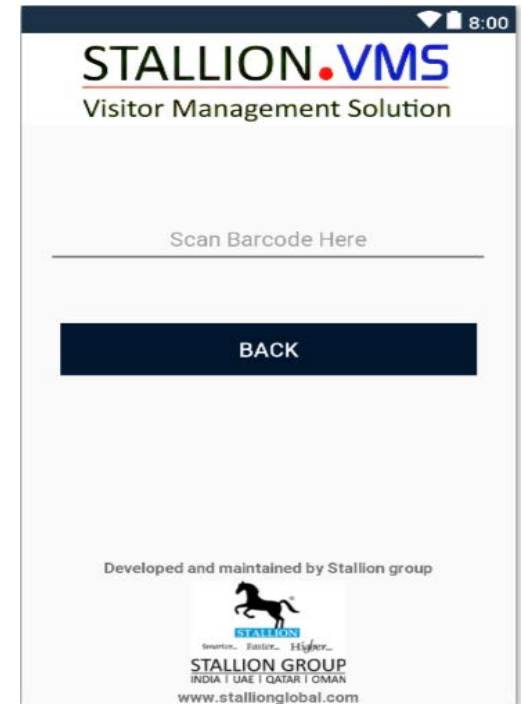 8:00
STALLION.VMS
Visitor Management Solution
Scan Barcode Here
BACK
Developed and maintained by Stallion group
STALLION
Smarter.. Faster.. Higher..
STALLION GROUP
INDIA | UAE | QATAR | OMAN
www.stallionglobal.com